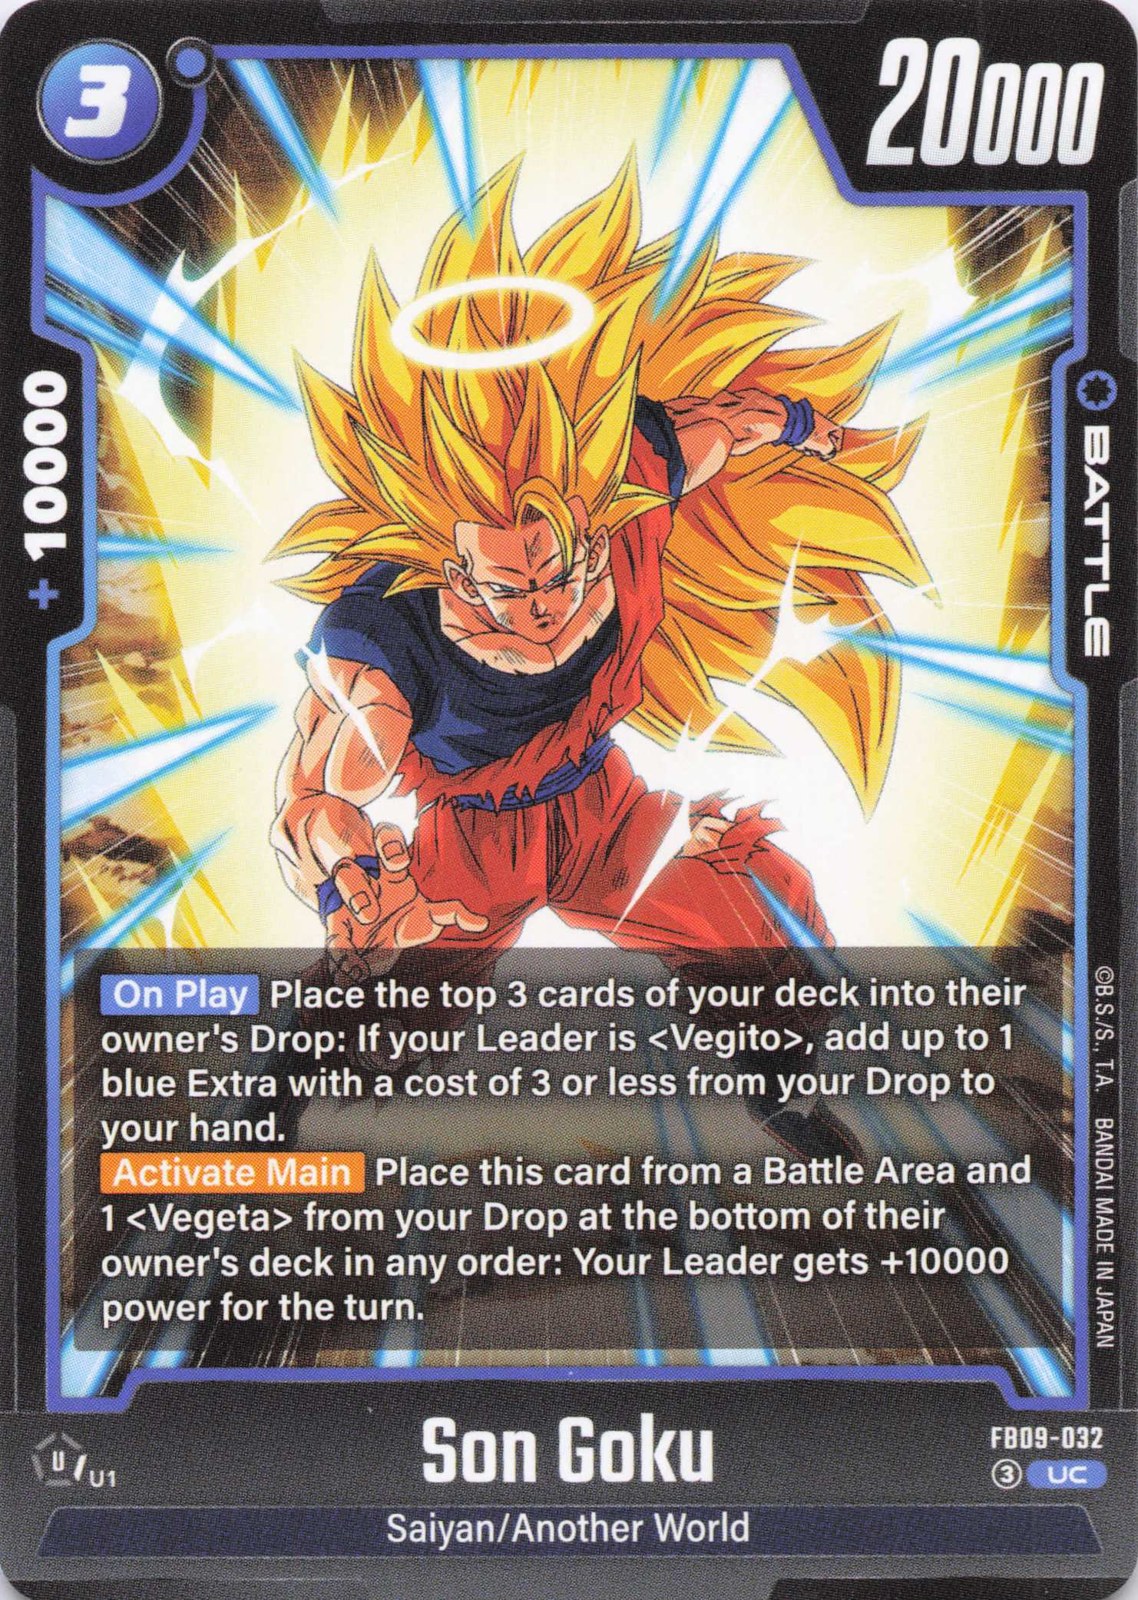 3
20000
+ 10000
BATTLE
On Play Place the top 3 cards of your deck into their
owner's Drop: If your Leader is <Vegito>, add up to 1
blue Extra with a cost of 3 or less from your Drop to
your hand.
Activate Main Place this card from a Battle Area and
1 <Vegeta> from your Drop at the bottom of their
owner's deck in any order: Your Leader gets +10000
power for the turn.
©B.S./S., T.A. BANDAI MADE IN JAPAN
U U1
Son Goku
FB09-032
③ UC
Saiyan/Another World